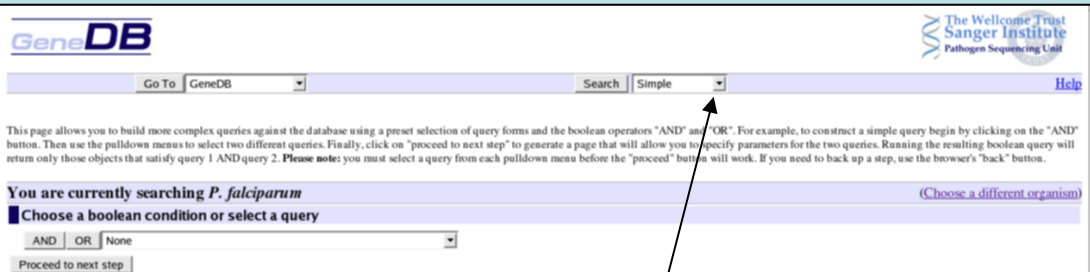 GeneDB
The Wellcome Trust
Sanger Institute
Pathogen Sequencing Unit
Go To GeneDB Search Simple Help
This page allows you to build more complex queries against the database using a preset selection of query forms and the boolean operators "AND" and "OR". For example, to construct a simple query begin by clicking on the "AND"
button. Then use the pulldown menus to select two different queries. Finally, click on "proceed to next step" to generate a page that will allow you to specify parameters for the two queries. Running the resulting boolean query will
return only those objects that satisfy query 1 AND query 2. Please note: you must select a query from each pulldown menu before the "proceed" button will work. If you need to back up a step, use the browser's "back" button.
You are currently searching P. falciparum (Choose a different organism)
Choose a boolean condition or select a query
AND OR None
Proceed to next step